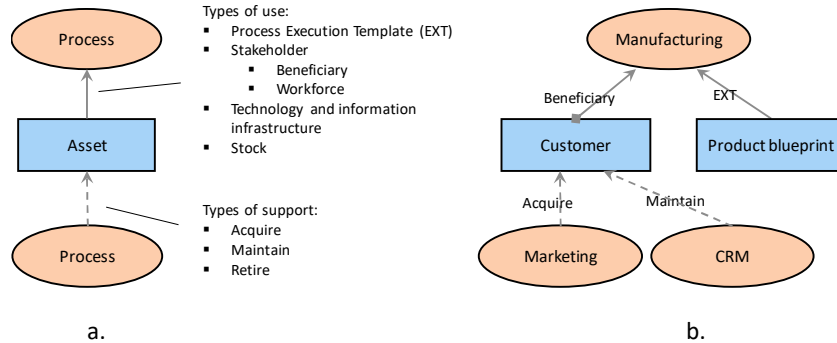 Process
Types of use:
▪ Process Execution Template (EXT)
▪ Stakeholder
▪ Beneficiary
▪ Workforce
▪ Technology and information
infrastructure
▪ Stock
Asset
Types of support:
▪ Acquire
▪ Maintain
▪ Retire
Process
a.
Manufacturing
Beneficiary
EXT
Customer
Product blueprint
Acquire
Maintain
Marketing
CRM
b.